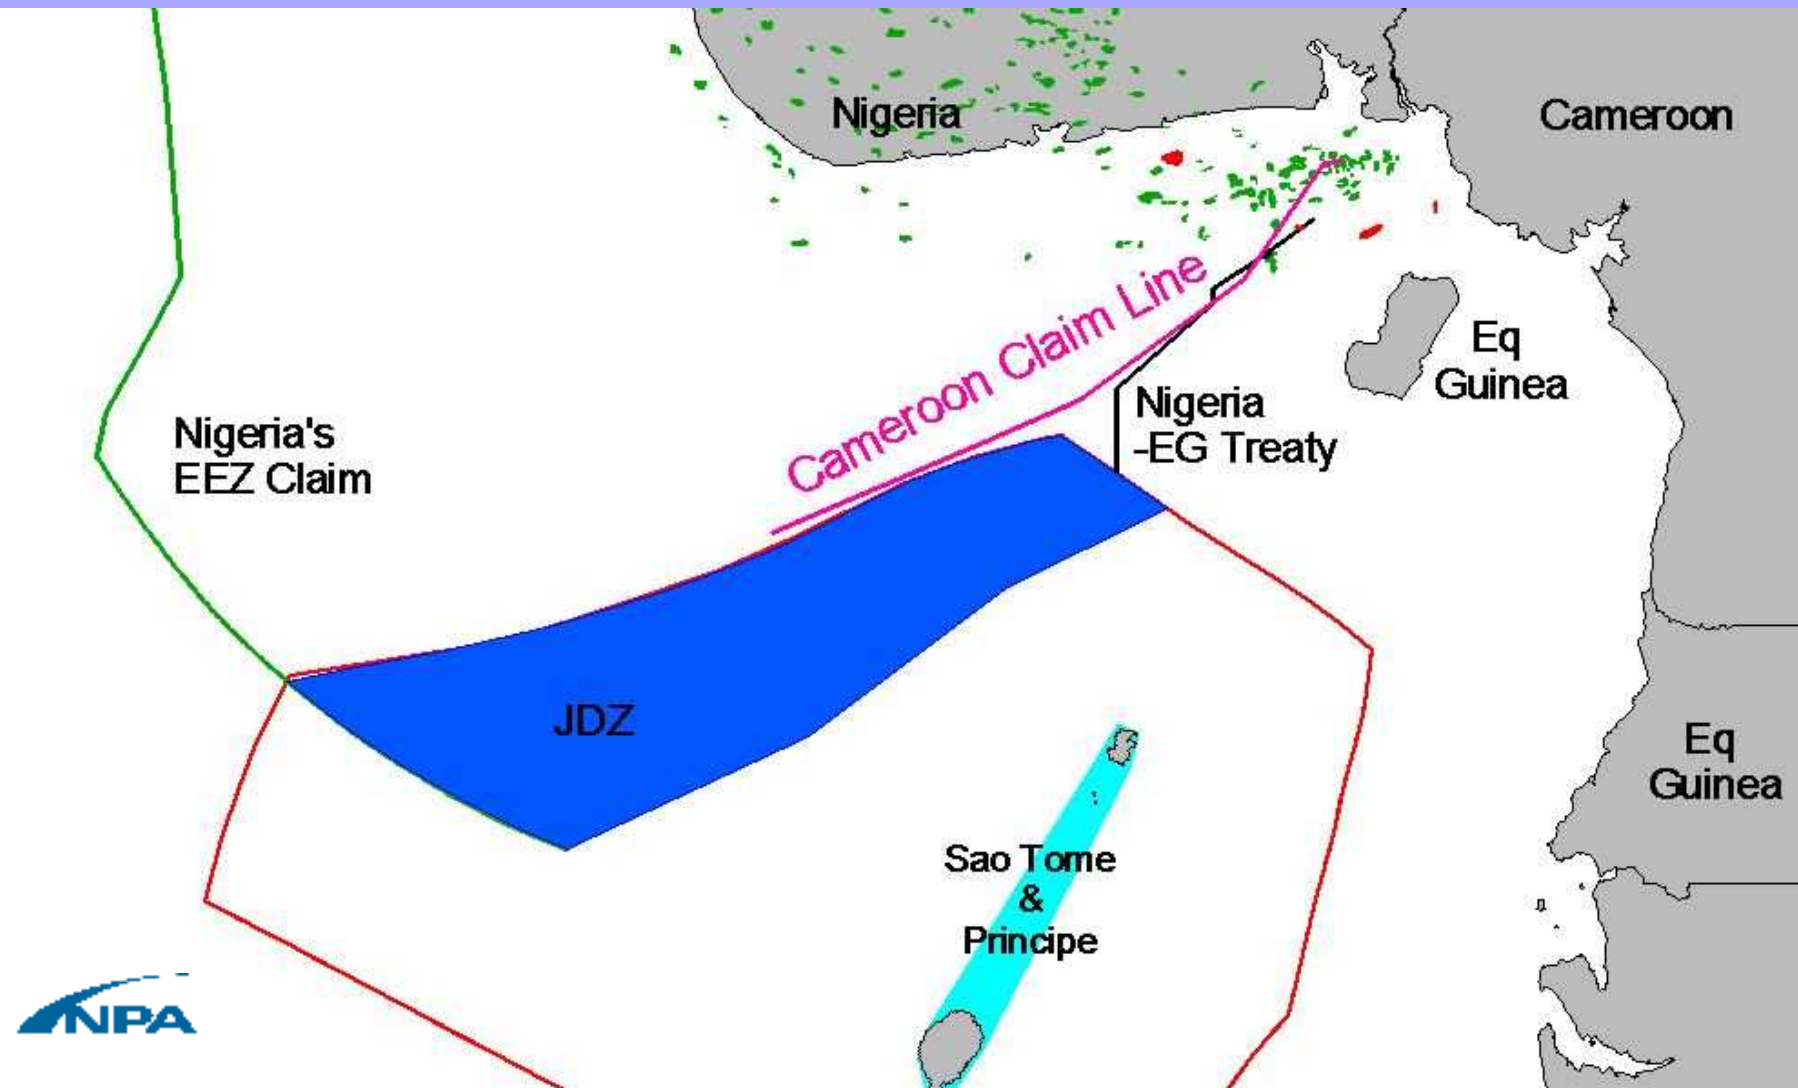 Nigeria
Cameroon
Cameroon Claim Line
Eq
Guinea
Nigeria
-EG Treaty
Nigeria's
EEZ Claim
JDZ
Eq
Guinea
Sao Tome
&
Principe
NPA